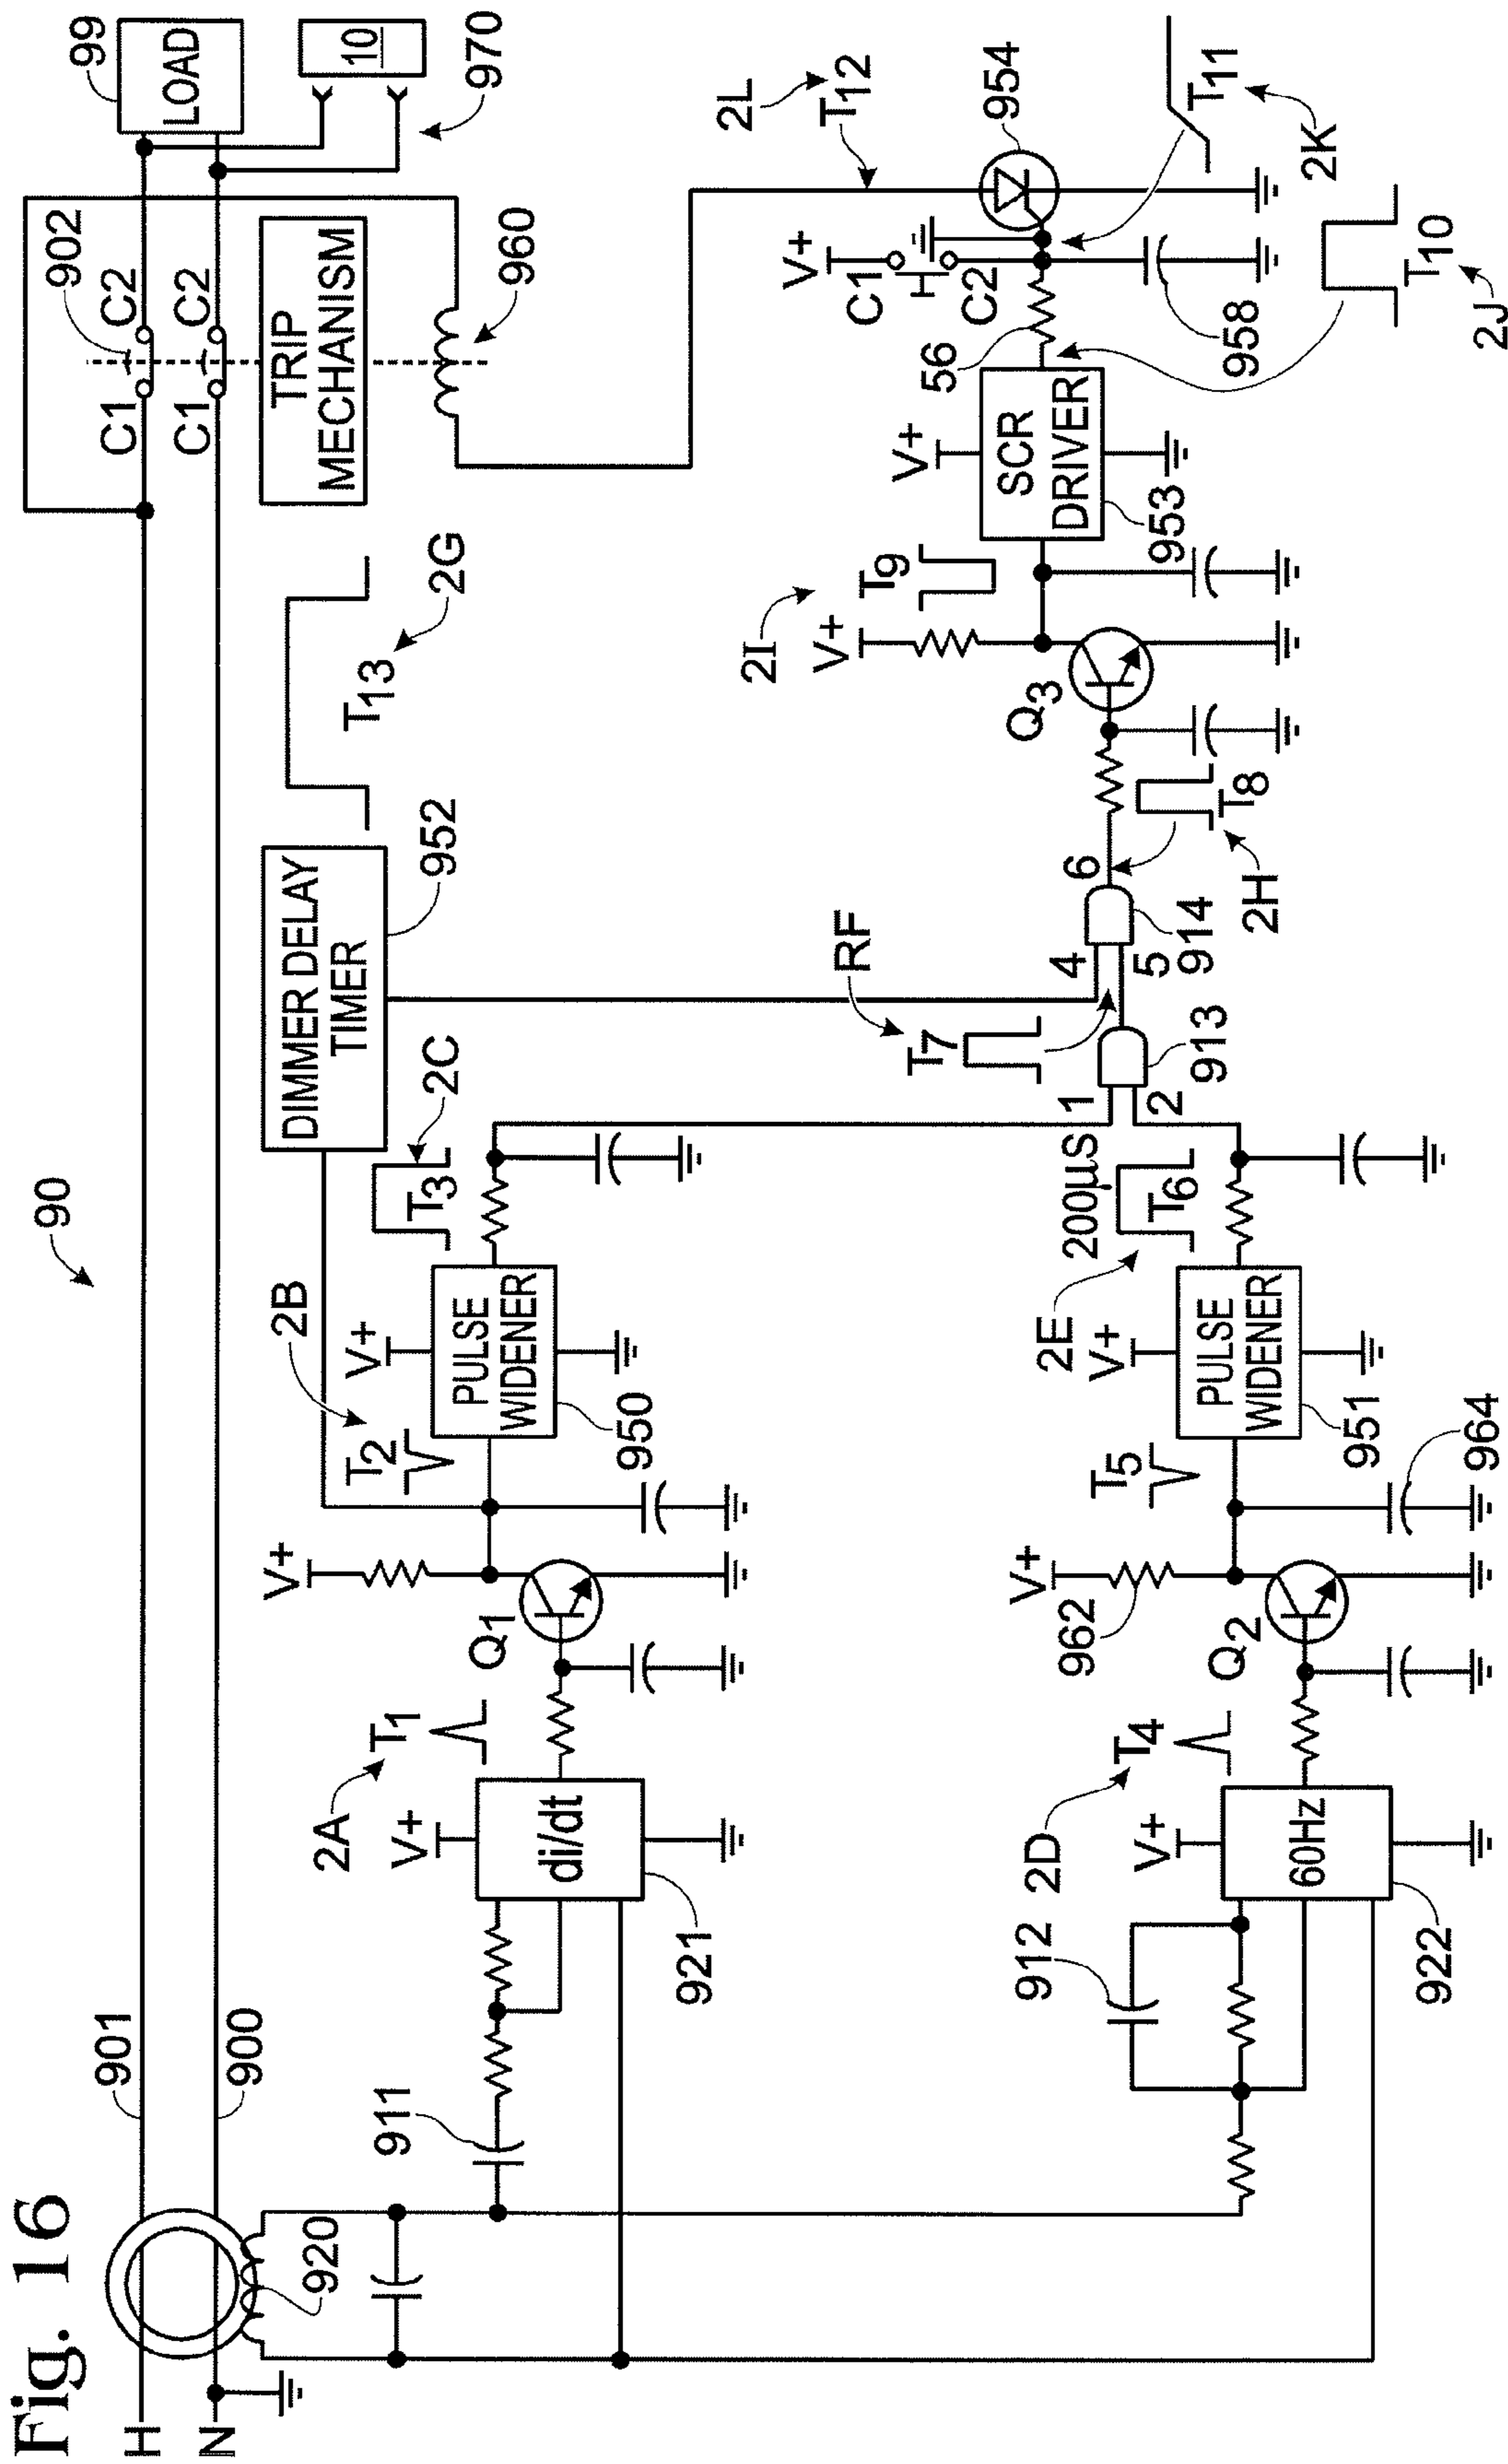 Fig. 16
H
N
901
900
920
90
902
C1
C2
C1
C2
TRIP
MECHANISM
960
LOAD
99
10
970
911
di/dt
921
V+
2A
T1
Q1
V+
T2
2B
V+
PULSE
WIDENER
950
T3
2C
DIMMER DELAY
TIMER
952
T13
2G
912
60Hz
922
V+
2D
T4
Q2
V+
962
964
T5
V+
PULSE
WIDENER
951
2E
200µS
T6
1
2
913
T7
RF
4
5
6
914
T8
2H
Q3
V+
2I
T9
V+
SCR
DRIVER
953
56
V+
C1
C2
958
954
2L
T12
T11
2K
T10
2J